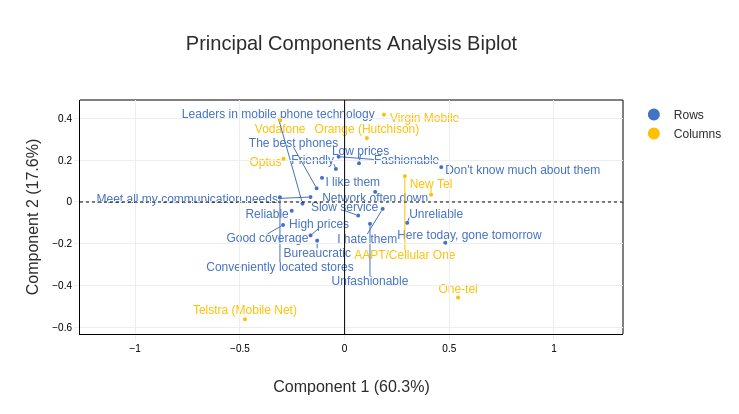 Principal Components Analysis Biplot
Rows
Columns
Component 2 (17.6%)
0.4
0.2
0
−0.2
−0.4
−0.6
Leaders in mobile phone technology
Virgin Mobile
Vodafone
Orange (Hutchison)
The best phones
Low prices
Optus
Friendly
Fashionable
Don't know much about them
I like them
New Tel
Meet all my communication needs
Network often down
Slow service
Reliable
Unreliable
High prices
Good coverage
I hate them
Here today, gone tomorrow
Bureaucratic
AAPT/Cellular One
Conveniently located stores
Unfashionable
One-tel
Telstra (Mobile Net)
−1
−0.5
0
0.5
1
Component 1 (60.3%)